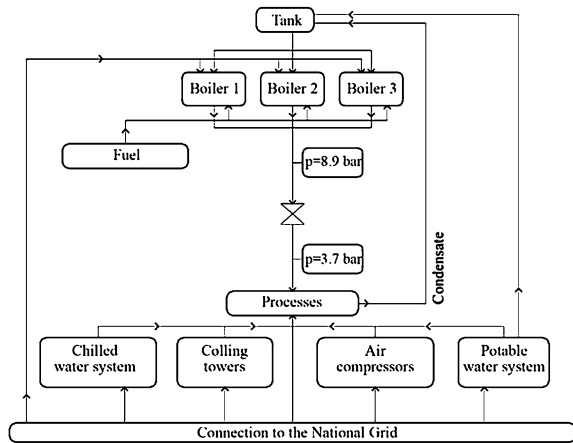 Tank
Boiler 1
Boiler 2
Boiler 3
Fuel
p=8.9 bar
p=3.7 bar
Condensate
Processes
Chilled
water system
Colling
towers
Air
compressors
Potable
water system
Connection to the National Grid